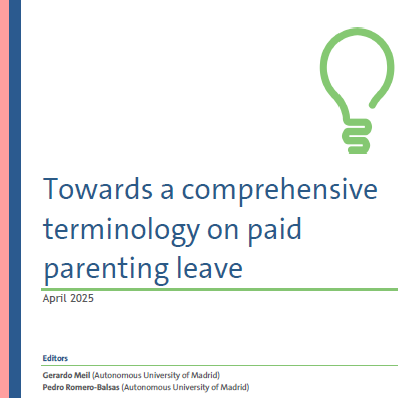 Towards a comprehensive
terminology on paid
parenting leave
April 2025
Editors
Gerardo Meil (Autonomous University of Madrid)
Pedro Romero-Balsas (Autonomous University of Madrid)